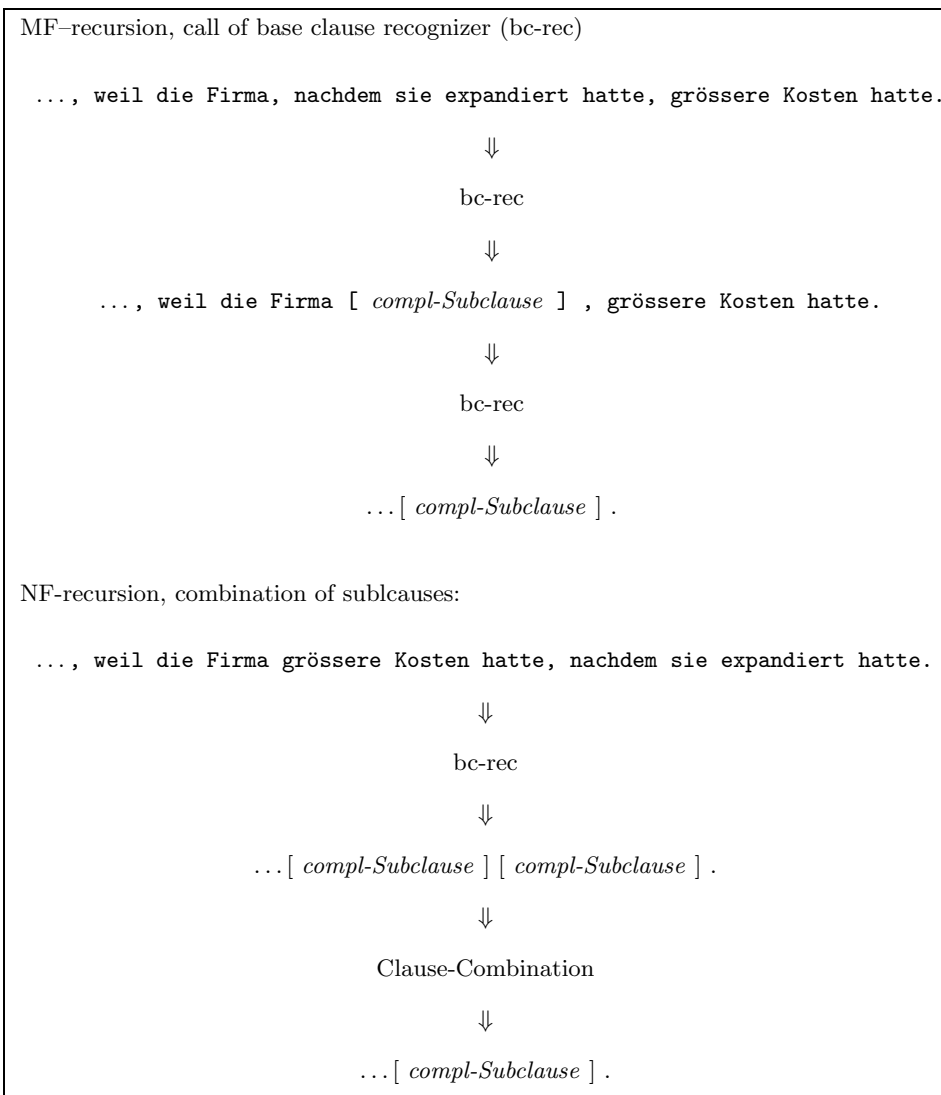 MF–recursion, call of base clause recognizer (bc-rec)
..., weil die Firma, nachdem sie expandiert hatte, grössere Kosten hatte.
⇓
bc-rec
⇓
..., weil die Firma [ compl-Subclause ] , grössere Kosten hatte.
⇓
bc-rec
⇓
...[ compl-Subclause ] .
NF-recursion, combination of sublcauses:
..., weil die Firma grössere Kosten hatte, nachdem sie expandiert hatte.
⇓
bc-rec
⇓
...[ compl-Subclause ] [ compl-Subclause ] .
⇓
Clause-Combination
⇓
...[ compl-Subclause ] .